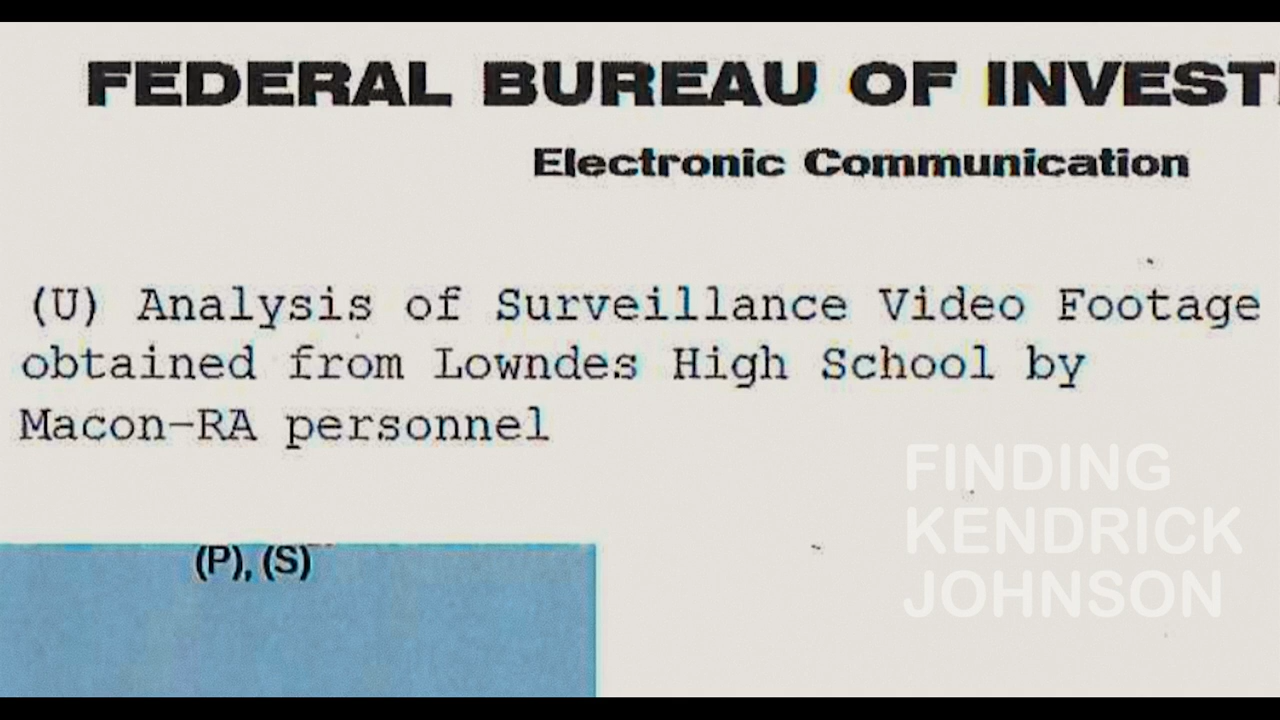 FEDERAL BUREAU OF INVESTI
Electronic Communication
(U) Analysis of Surveillance Video Footage
obtained from Lowndes High School by
Macon-RA personnel
(P), (S)
FINDING
KENDRICK
JOHNSON